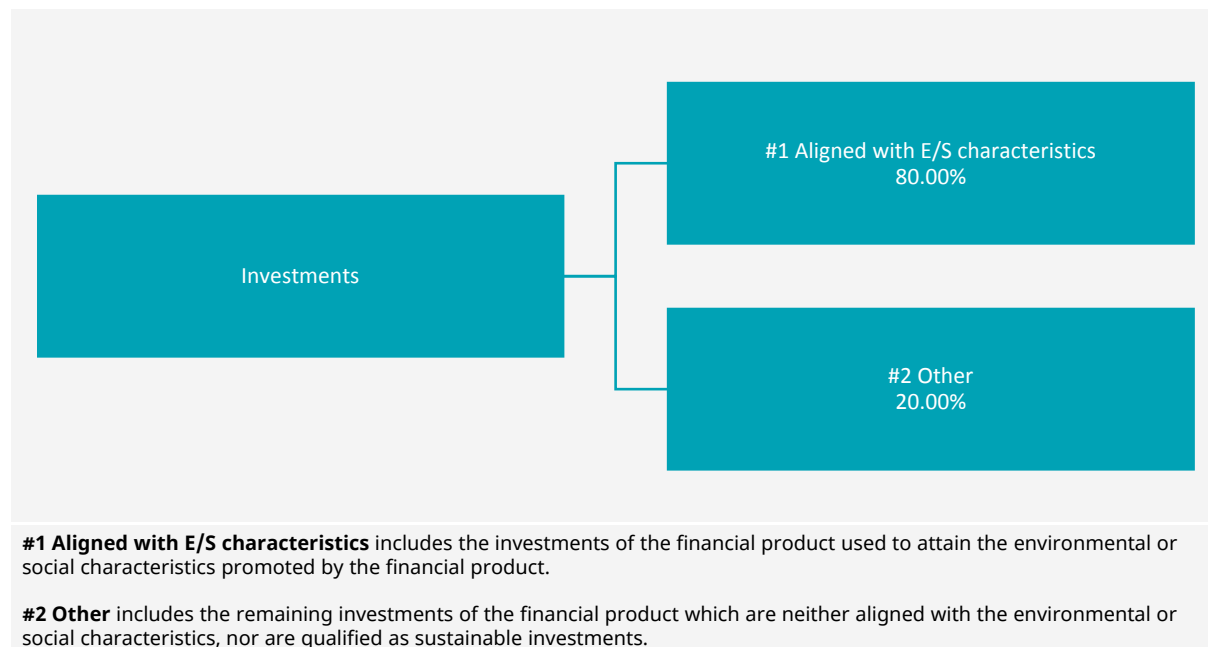 #1 Aligned with E/S characteristics
80.00%
Investments
#2 Other
20.00%
#1 Aligned with E/S characteristics includes the investments of the financial product used to attain the environmental or
social characteristics promoted by the financial product.
#2 Other includes the remaining investments of the financial product which are neither aligned with the environmental or
social characteristics, nor are qualified as sustainable investments.